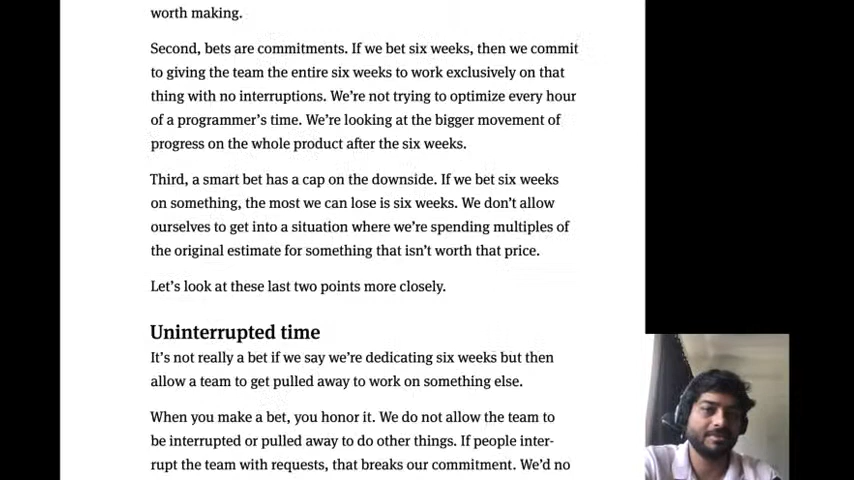 worth making.
Second, bets are commitments. If we bet six weeks, then we commit
to giving the team the entire six weeks to work exclusively on that
thing with no interruptions. We’re not trying to optimize every hour
of a programmer’s time. We’re looking at the bigger movement of
progress on the whole product after the six weeks.
Third, a smart bet has a cap on the downside. If we bet six weeks
on something, the most we can lose is six weeks. We don’t allow
ourselves to get into a situation where we’re spending multiples of
the original estimate for something that isn’t worth that price.
Let’s look at these last two points more closely.
Uninterrupted time
It’s not really a bet if we say we’re dedicating six weeks but then
allow a team to get pulled away to work on something else.
When you make a bet, you honor it. We do not allow the team to
be interrupted or pulled away to do other things. If people inter-
rupt the team with requests, that breaks our commitment. We’d no